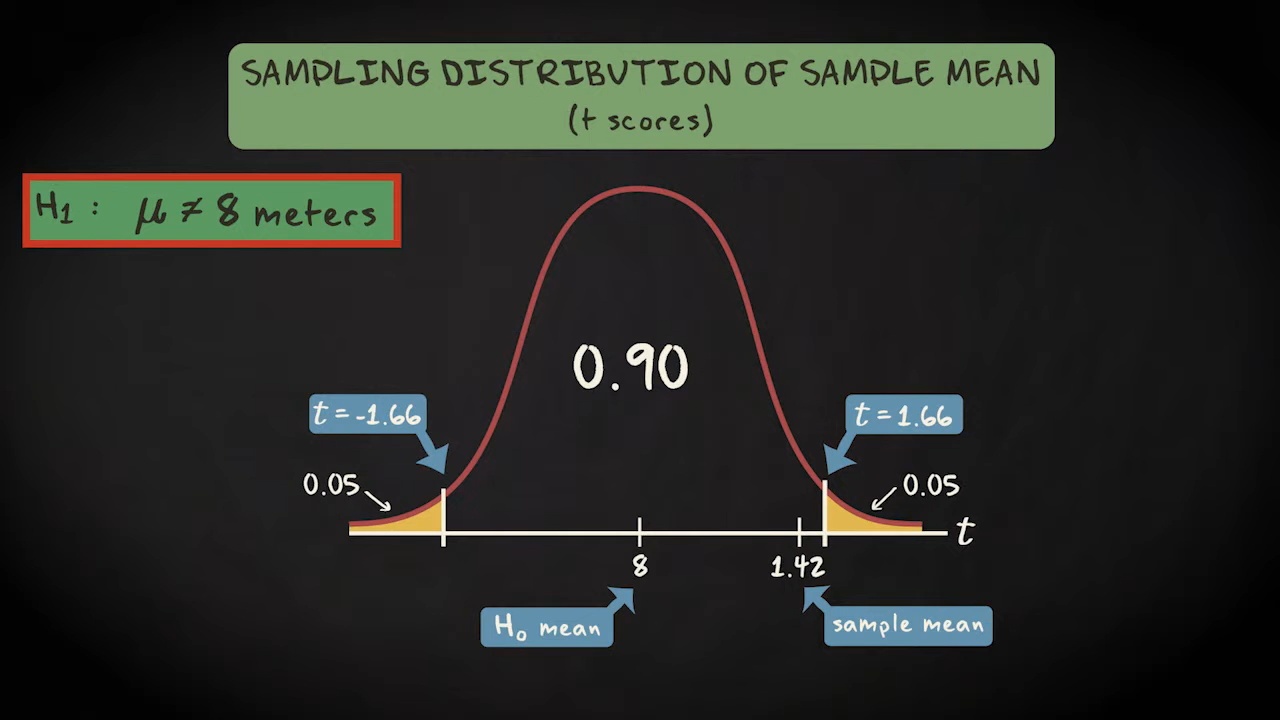 SAMPLING DISTRIBUTION OF SAMPLE MEAN
(t scores)
H₁ : μ ≠ 8 meters
0.90
t = -1.66
t = 1.66
0.05
0.05
t
8
1.42
H₀ mean
sample mean